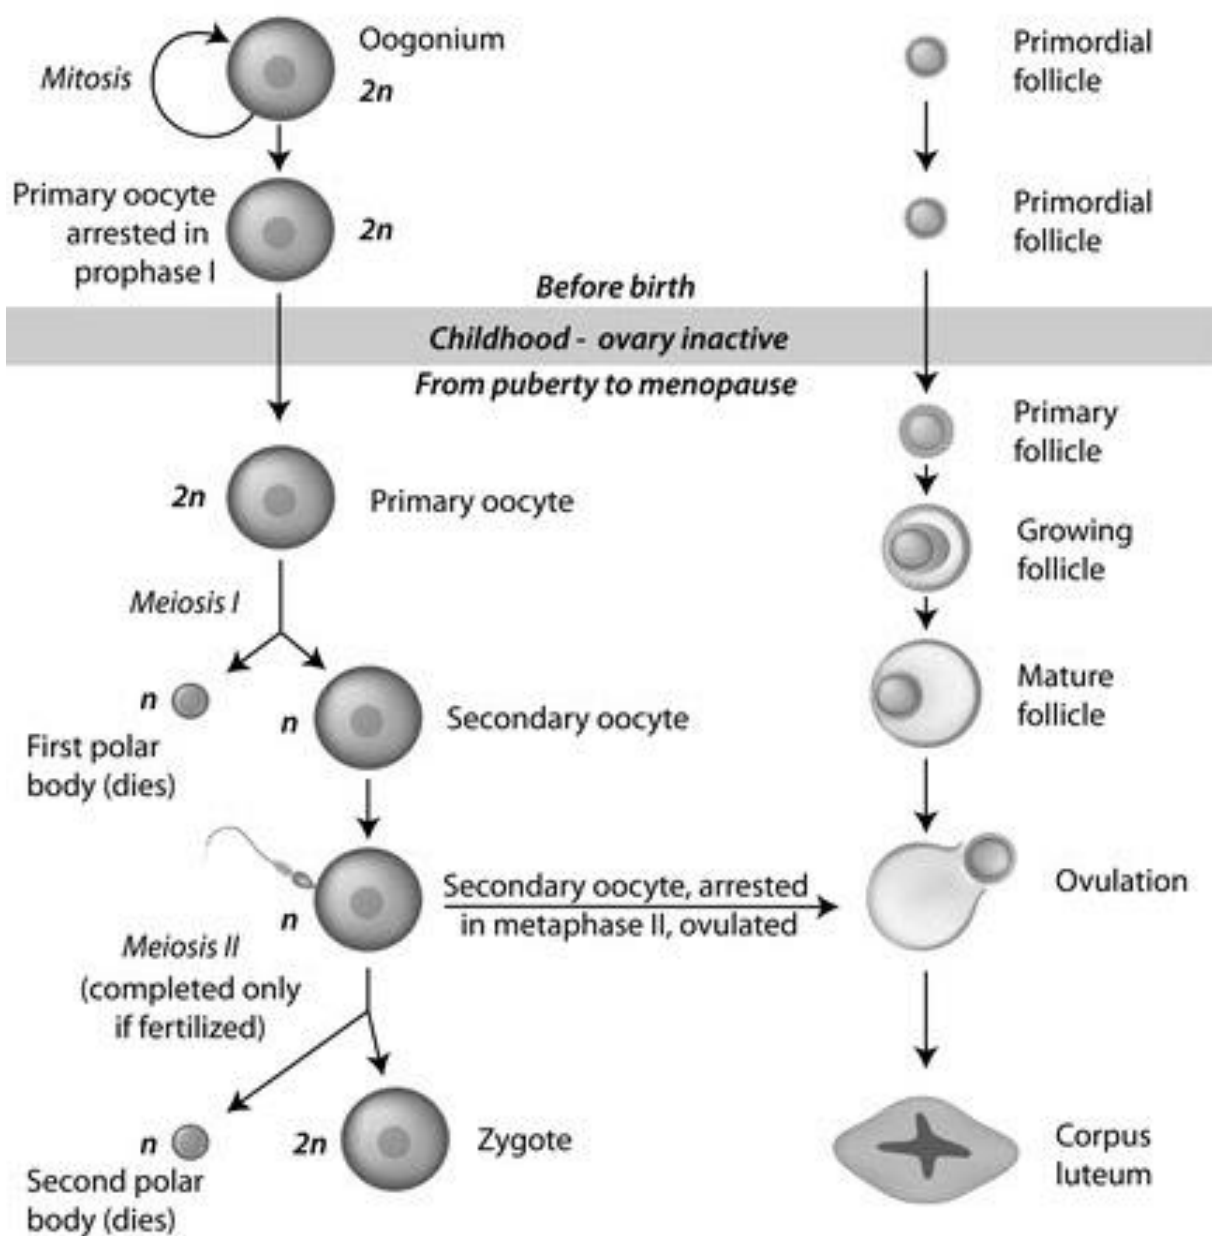 Oogonium
Mitosis
2n
Primordial
follicle
Primary oocyte
arrested in
prophase I
2n
Primordial
follicle
Before birth
Childhood - ovary inactive
From puberty to menopause
Primary
follicle
2n
Primary oocyte
Growing
follicle
Meiosis I
n
First polar
body (dies)
n
Secondary oocyte
Mature
follicle
n
Secondary oocyte, arrested
in metaphase II, ovulated
Ovulation
Meiosis II
(completed only
if fertilized)
n
Second polar
body (dies)
2n
Zygote
Corpus
luteum